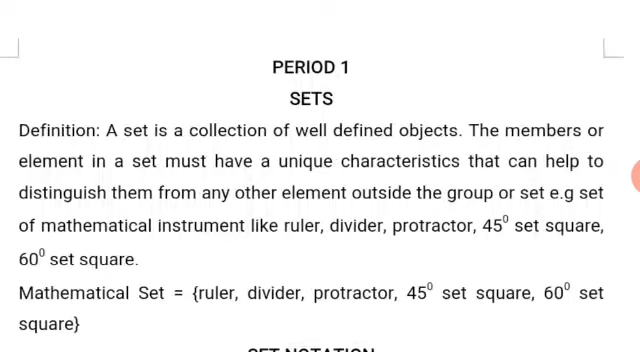 PERIOD 1
SETS
Definition: A set is a collection of well defined objects. The members or
element in a set must have a unique characteristics that can help to
distinguish them from any other element outside the group or set e.g set
of mathematical instrument like ruler, divider, protractor, 45⁰ set square,
60⁰ set square.
Mathematical Set = {ruler, divider, protractor, 45⁰ set square, 60⁰ set
square}
SET NOTATION